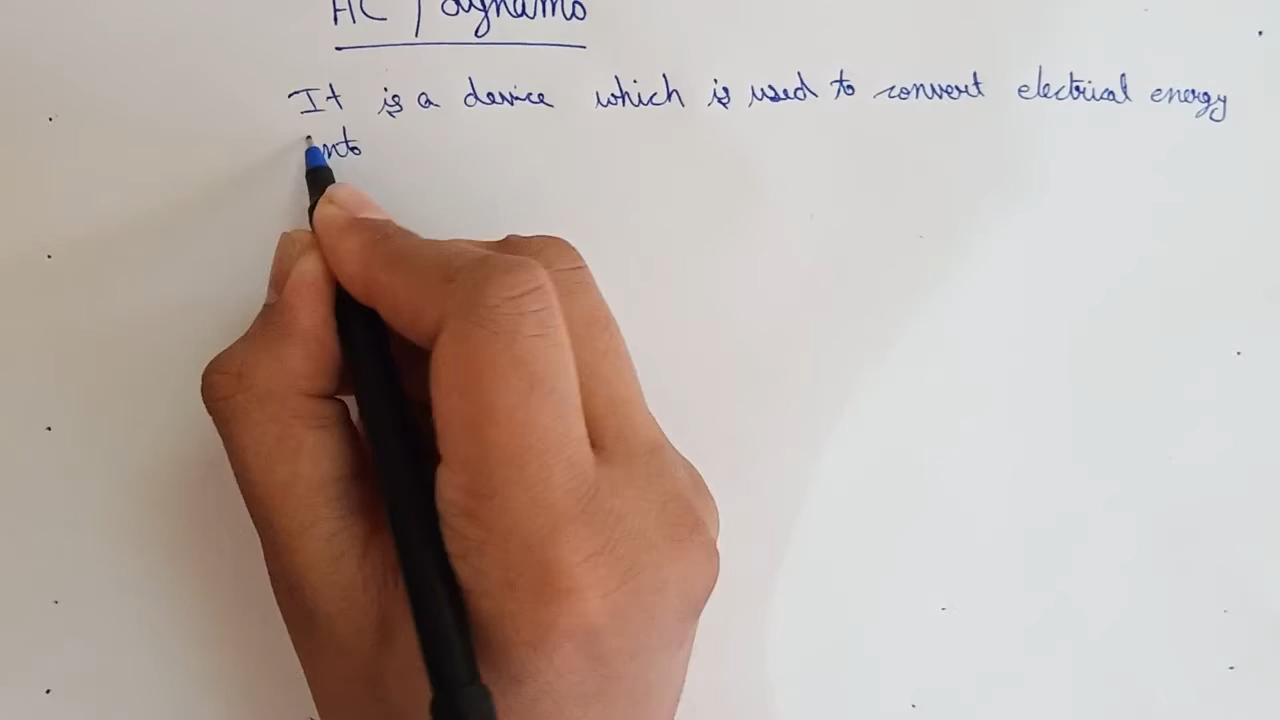 AC / dynamo
It is a device which is used to convert electrical energy
into